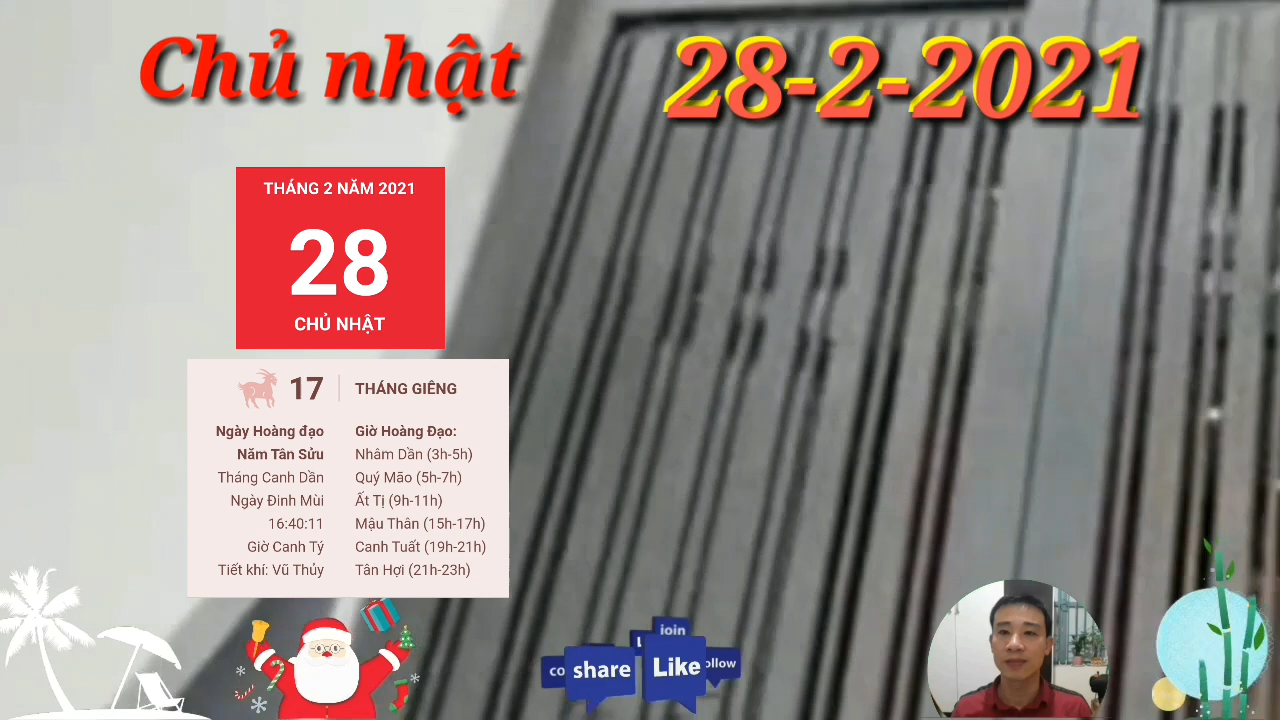 Chủ nhật
28-2-2021
THÁNG 2 NĂM 2021
28
CHỦ NHẬT
17
THÁNG GIÊNG
Ngày Hoàng đạo
Năm Tân Sửu
Tháng Canh Dần
Ngày Đinh Mùi
16:40:11
Giờ Canh Tý
Tiết khí: Vũ Thủy
Giờ Hoàng Đạo:
Nhâm Dần (3h-5h)
Quý Mão (5h-7h)
Ất Tị (9h-11h)
Mậu Thân (15h-17h)
Canh Tuất (19h-21h)
Tân Hợi (21h-23h)
join
L
co
share
Like
ollow